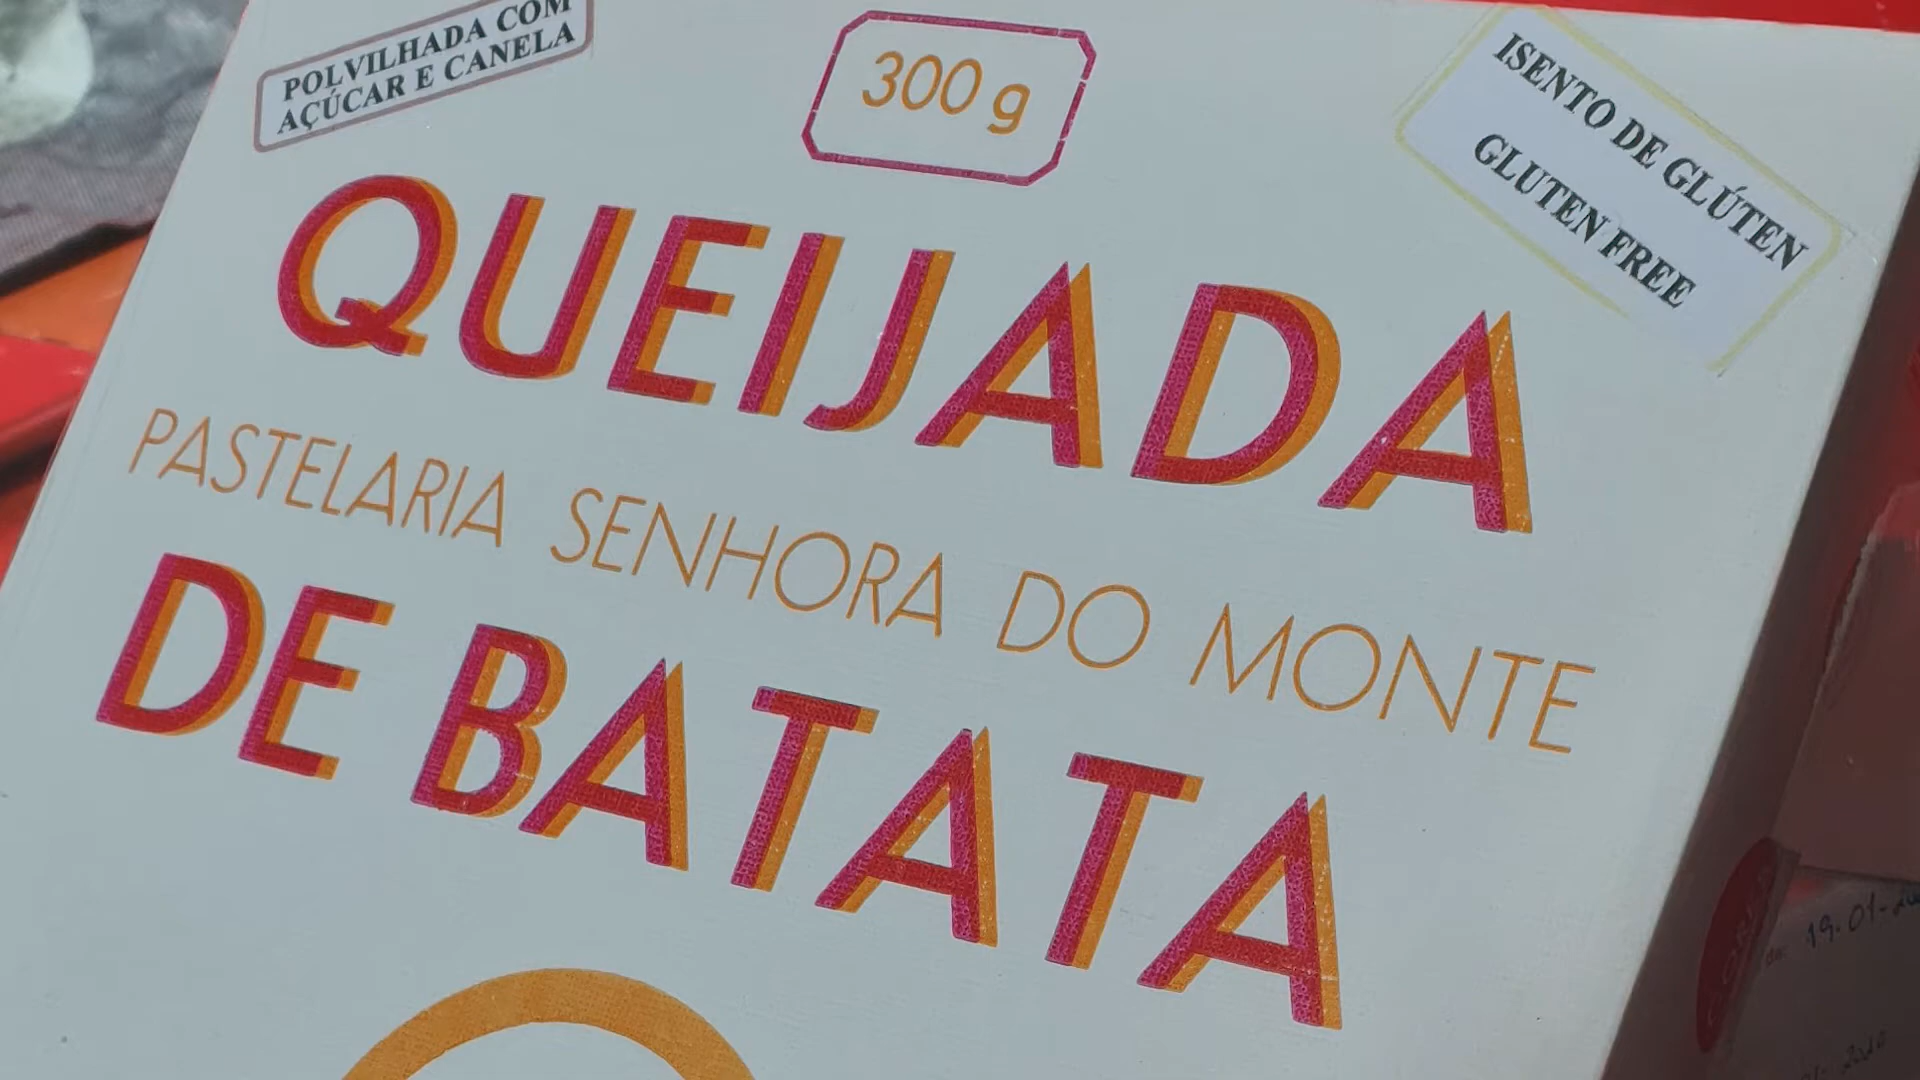 POLVILHADA COM
AÇÚCAR E CANELA
300 g
ISENTO DE GLÚTEN
GLUTEN FREE
QUEIJADA
PASTELARIA SENHORA DO MONTE
DE BATATA
19-01-